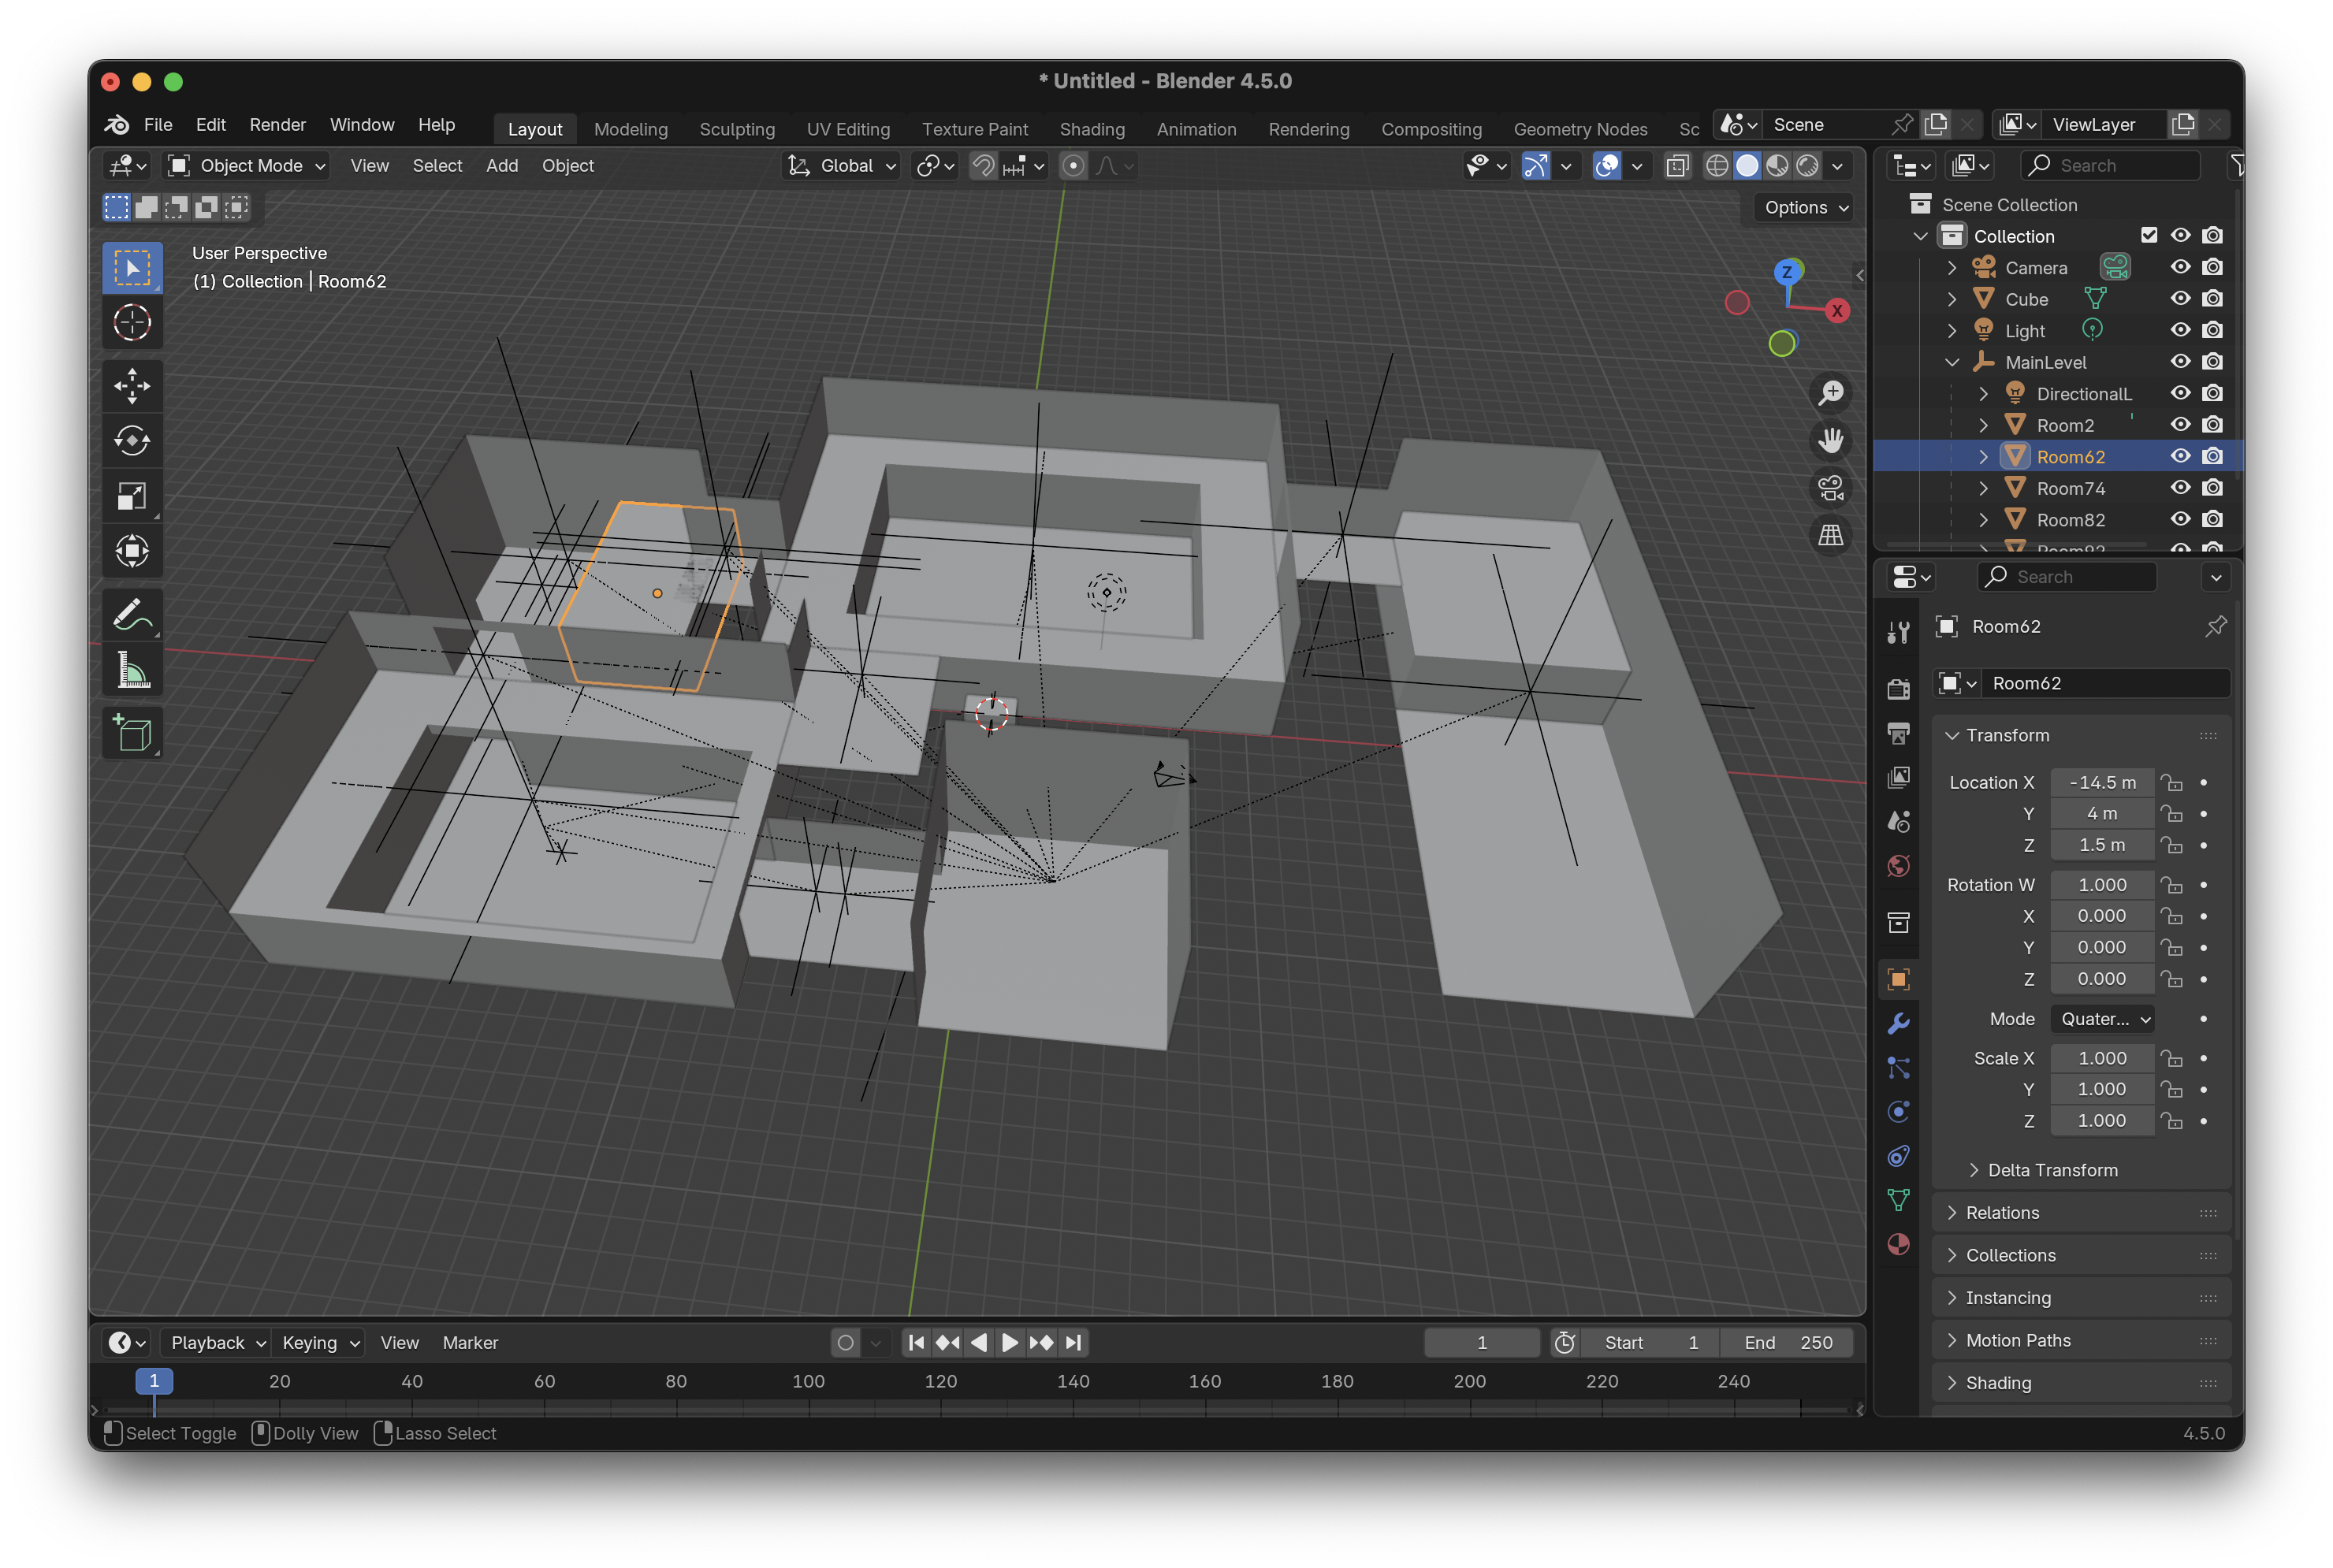 * Untitled - Blender 4.5.0
File Edit Render Window Help
Layout Modeling Sculpting UV Editing Texture Paint Shading Animation Rendering Compositing Geometry Nodes Sc
Scene
ViewLayer
Object Mode View Select Add Object
Global
Search
Options
User Perspective
(1) Collection | Room62
Z
X
Scene Collection
Collection
Camera
Cube
Light
MainLevel
DirectionalL
Room2
Room62
Room74
Room82
Search
Room62
Room62
Transform
Location X -14.5 m
Y 4 m
Z 1.5 m
Rotation W 1.000
X 0.000
Y 0.000
Z 0.000
Mode Quater...
Scale X 1.000
Y 1.000
Z 1.000
Delta Transform
Relations
Collections
Instancing
Motion Paths
Shading
Playback Keying View Marker
1
Start 1
End 250
1 20 40 60 80 100 120 140 160 180 200 220 240
Select Toggle Dolly View Lasso Select
4.5.0